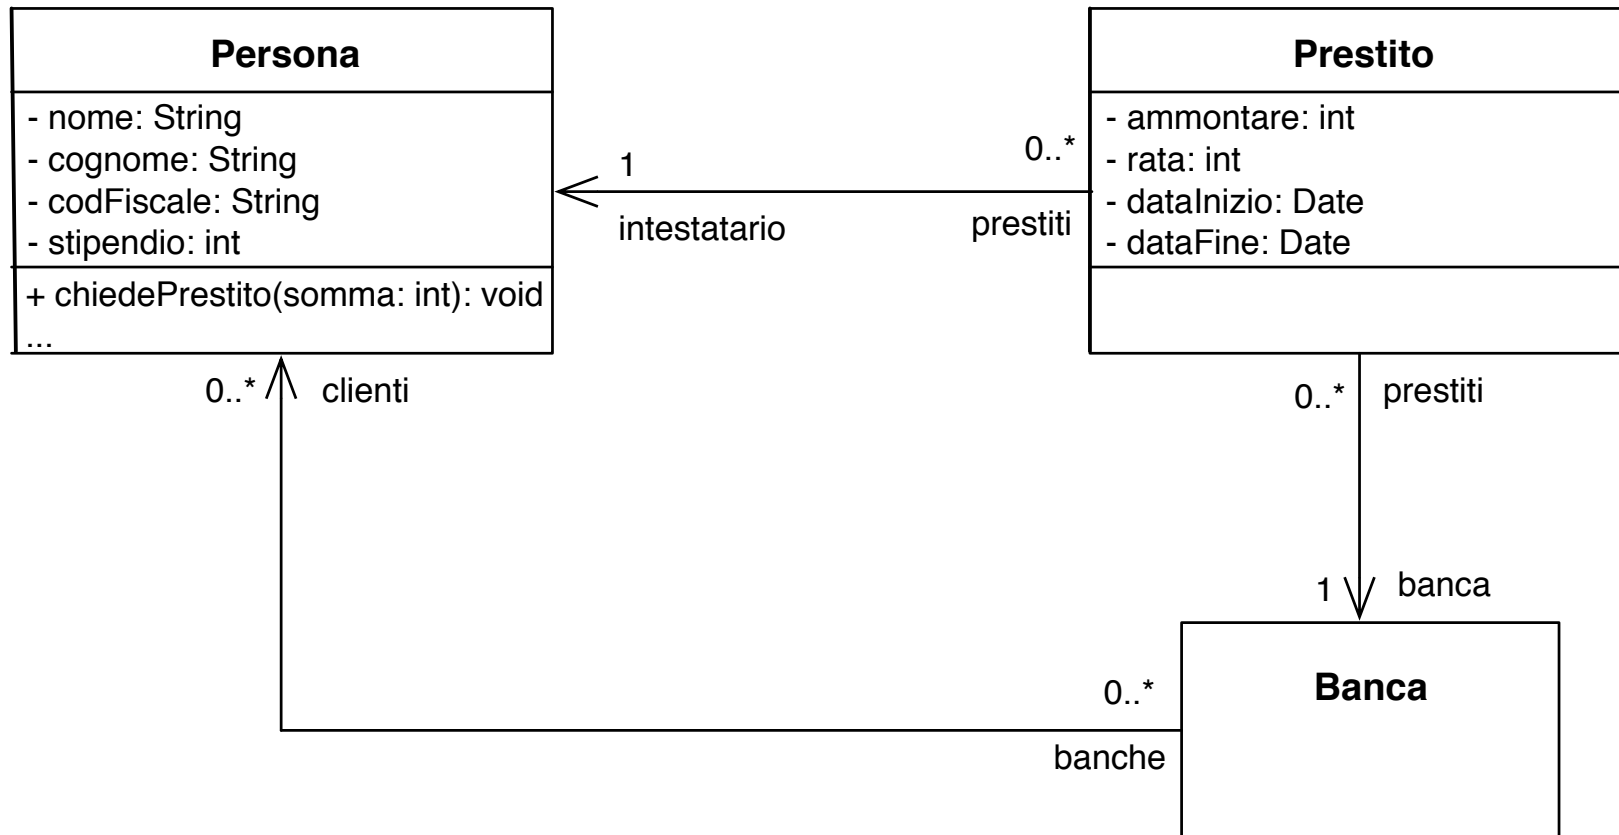 Persona
- nome: String
- cognome: String
- codFiscale: String
- stipendio: int
+ chiedePrestito(somma: int): void
...
1
intestatario
0..*
prestiti
Prestito
- ammontare: int
- rata: int
- dataInizio: Date
- dataFine: Date
0..*
clienti
0..*
prestiti
1
banca
0..*
banche
Banca